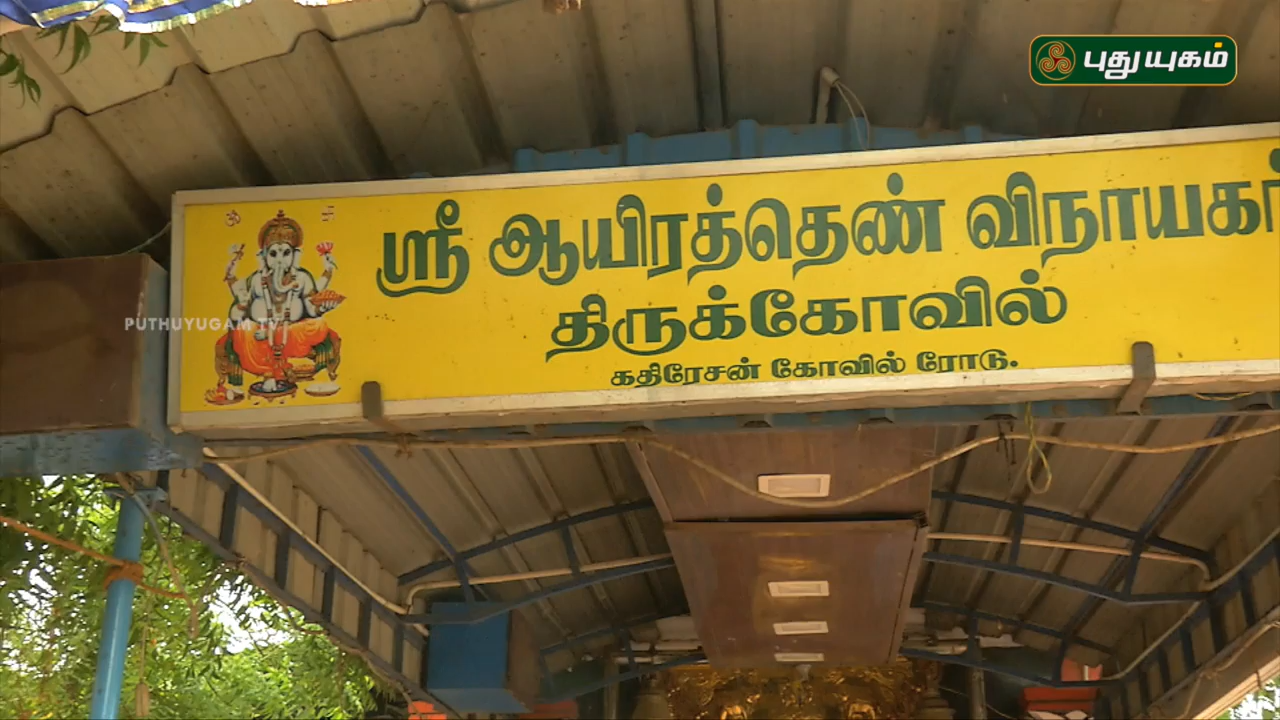 புதுயுகம்
ஸ்ரீ ஆயிரத்தெண் விநாயகர்
திருக்கோவில்
கதிரேசன் கோவில் ரோடு.
PUTHUYUGAM TV